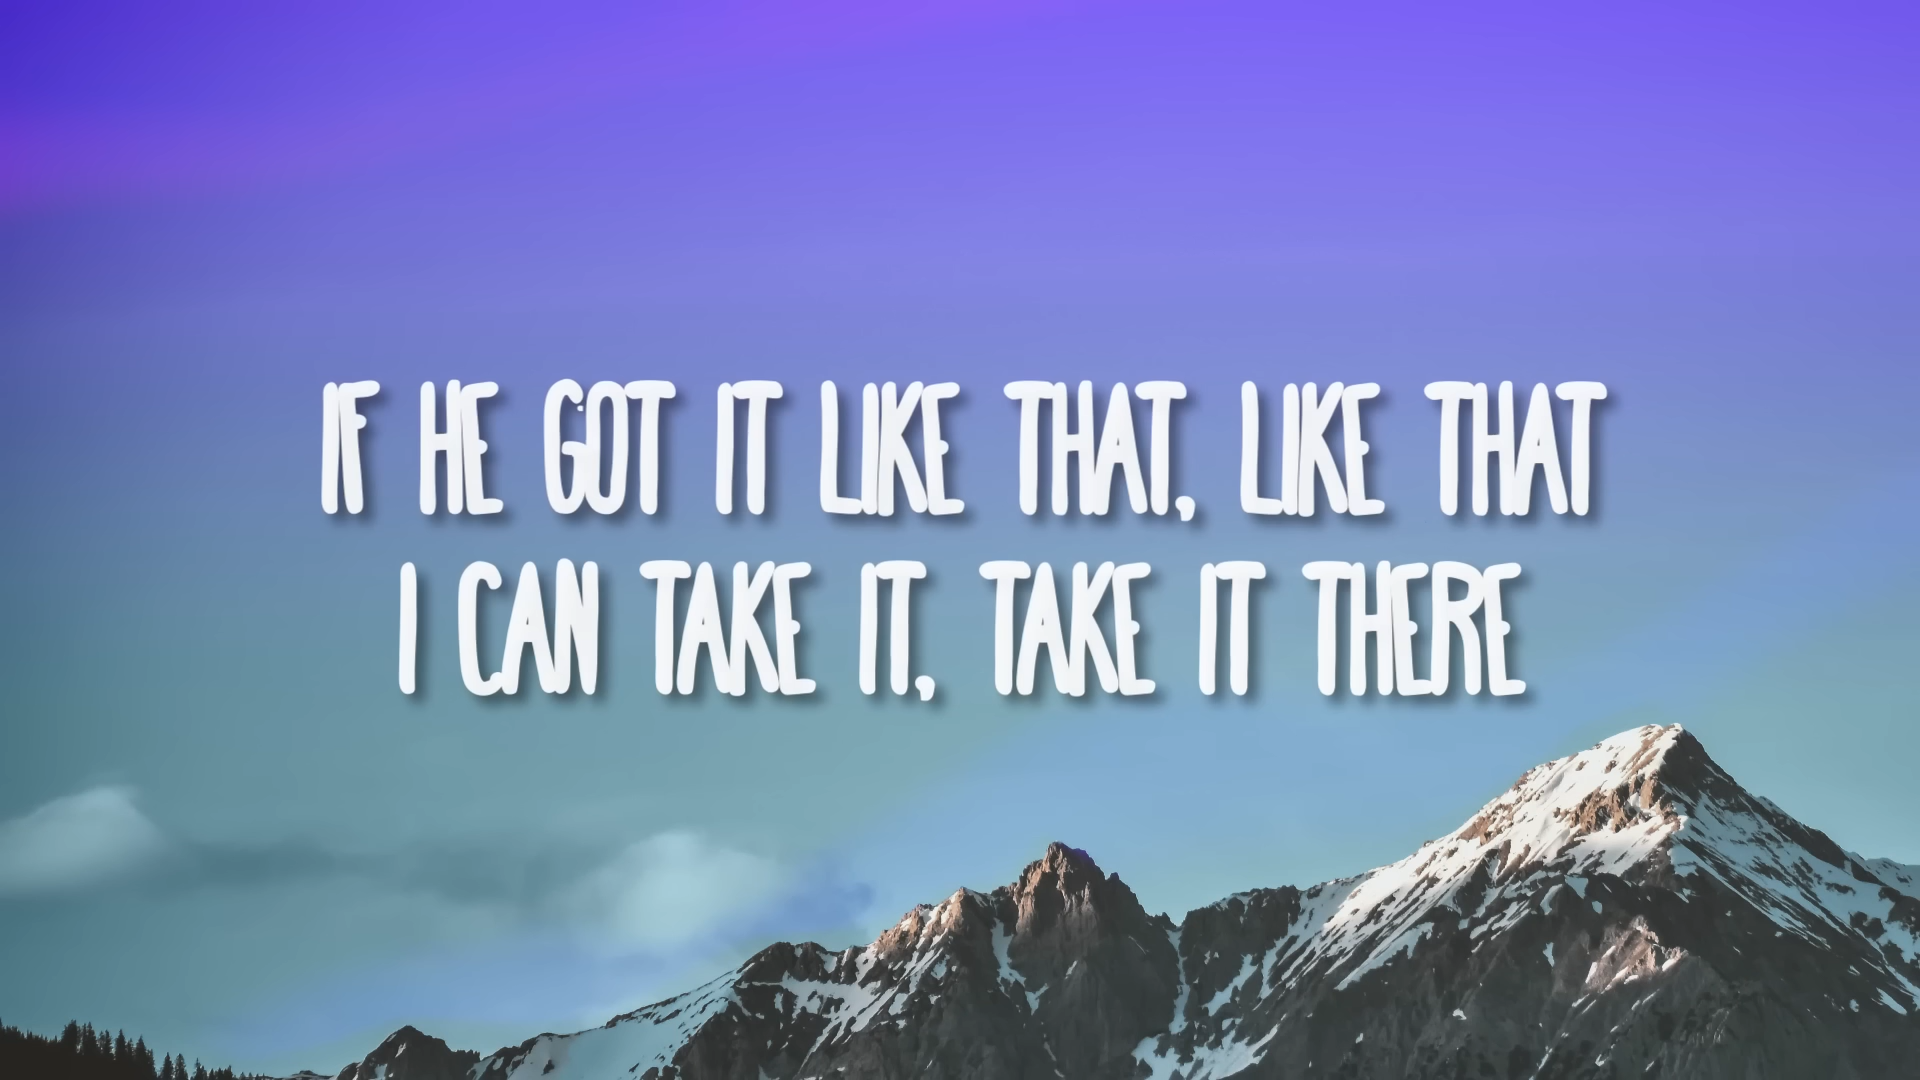 IF HE GOT IT LIKE THAT, LIKE THAT
I CAN TAKE IT, TAKE IT THERE